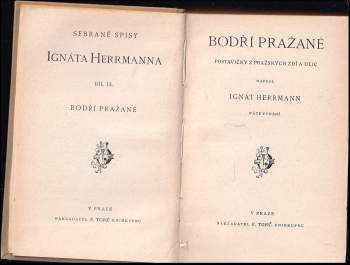 SEBRANÉ SPISY
IGNÁTA HERRMANNA
DÍL IX.
BODŘÍ PRAŽANÉ
V PRAZE
NAKLADATEL F. TOPIČ KNIHKUPEC
BODŘÍ PRAŽANÉ
POSTAVIČKY Z PRAŽSKÝCH ZDÍ A ULIC
NAPSAL
IGNÁT HERRMANN
PÁTÉ VYDÁNÍ
V PRAZE
NAKLADATEL F. TOPIČ KNIHKUPEC